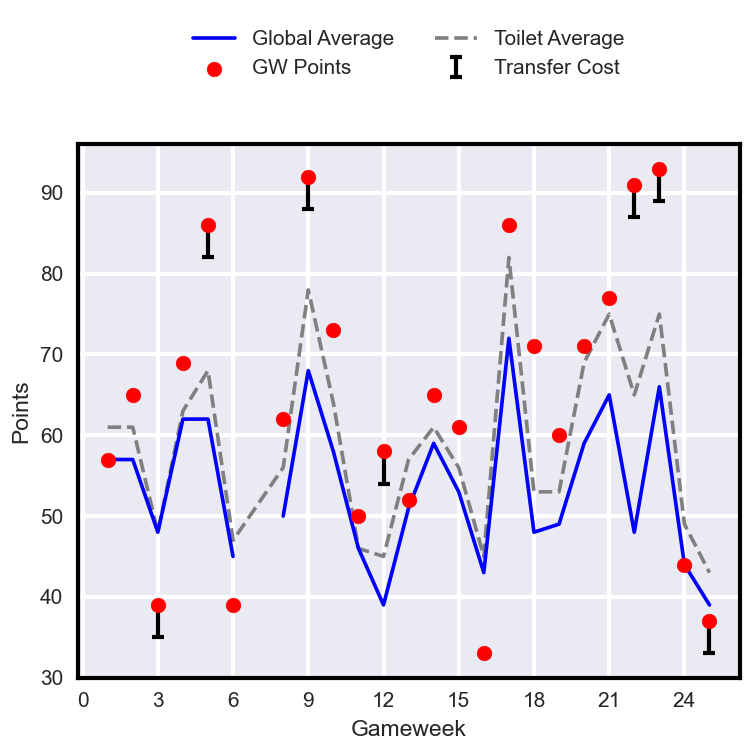 Global Average
Toilet Average
GW Points
Transfer Cost
90
80
70
60
50
40
30
Points
0 3 6 9 12 15 18 21 24
Gameweek